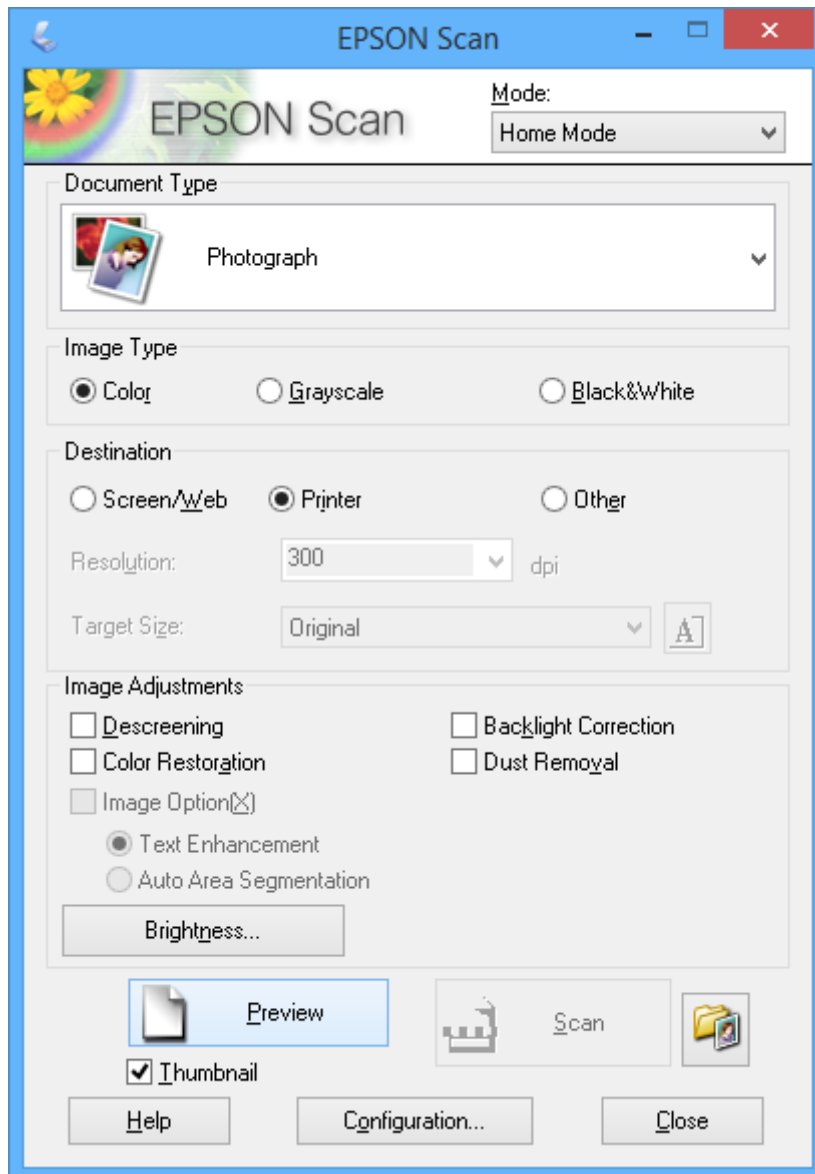 EPSON Scan
EPSON Scan
Mode:
Home Mode
Document Type
Photograph
Image Type
Color Grayscale Black&White
Destination
Screen/Web Printer Other
Resolution: 300 dpi
Target Size: Original A
Image Adjustments
Descreening Backlight Correction
Color Restoration Dust Removal
Image Option(X)
Text Enhancement
Auto Area Segmentation
Brightness...
Preview Scan
Thumbnail
Help Configuration... Close